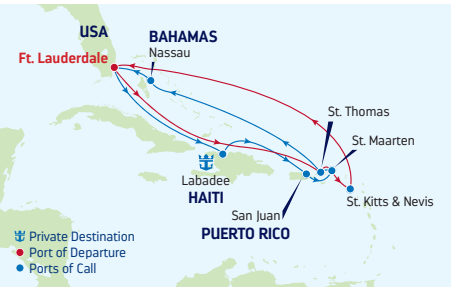 USA
BAHAMAS
Nassau
Ft. Lauderdale
St. Thomas
St. Maarten
Labadee
HAITI
St. Kitts & Nevis
San Juan
PUERTO RICO
Private Destination
Port of Departure
Ports of Call